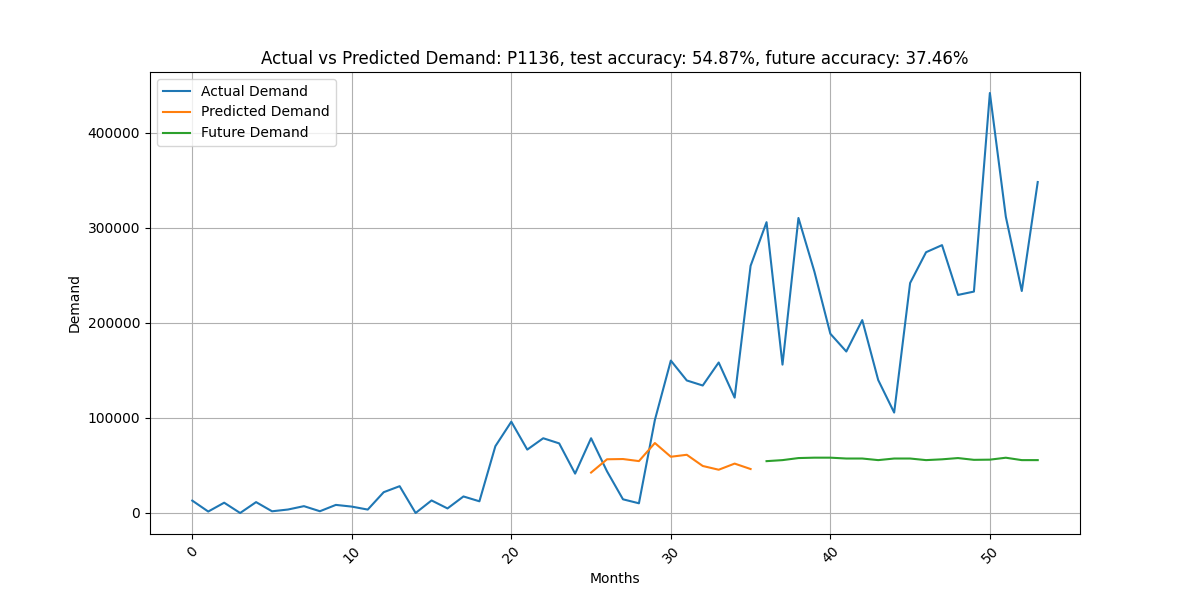 Actual vs Predicted Demand: P1136, test accuracy: 54.87%, future accuracy: 37.46%
Actual Demand
Predicted Demand
Future Demand
Demand
400000
300000
200000
100000
0
0 10 20 30 40 50
Months